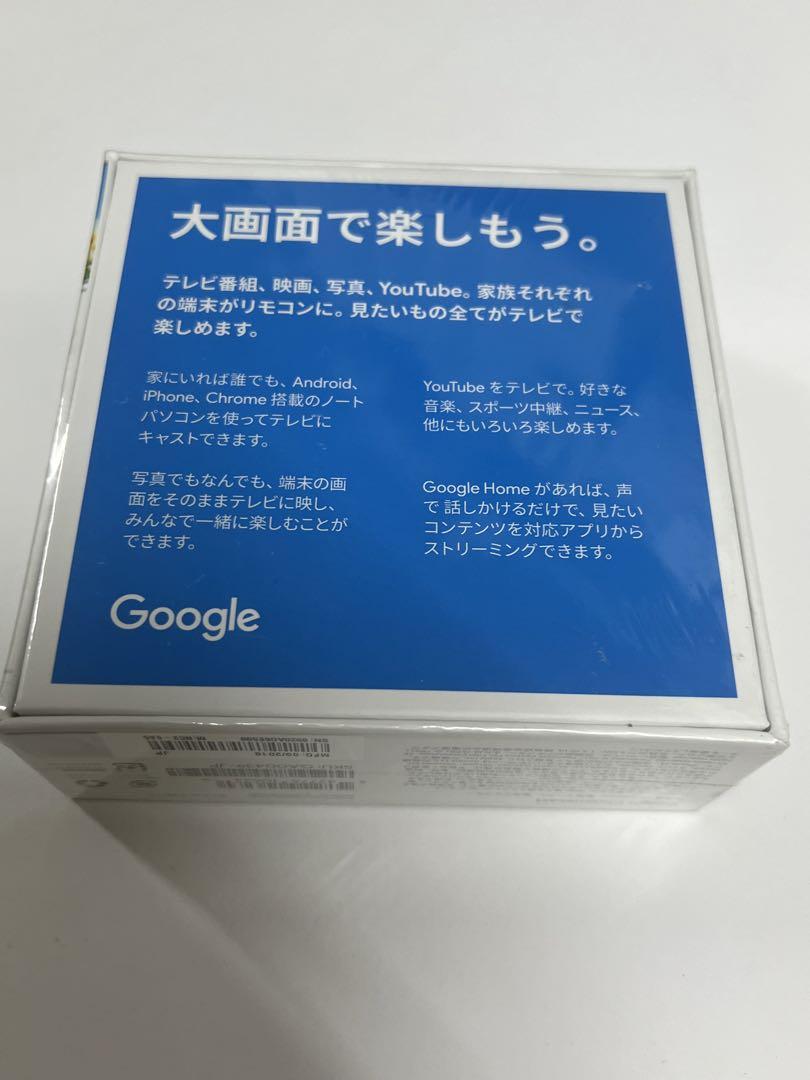 大画面で楽しもう。
テレビ番組、映画、写真、YouTube。家族それぞれ
の端末がリモコンに。見たいもの全てがテレビで
楽しめます。
家にいれば誰でも、Android、
iPhone、Chrome 搭載のノート
パソコンを使ってテレビに
キャストできます。
写真でもなんでも、端末の画
面をそのままテレビに映し、
みんなで一緒に楽しむことが
できます。
YouTube をテレビで。好きな
音楽、スポーツ中継、ニュース、
他にもいろいろ楽しめます。
Google Home があれば、声
で 話しかけるだけで、見たい
コンテンツを対応アプリから
ストリーミングできます。
Google
SKU: GA00439-JP